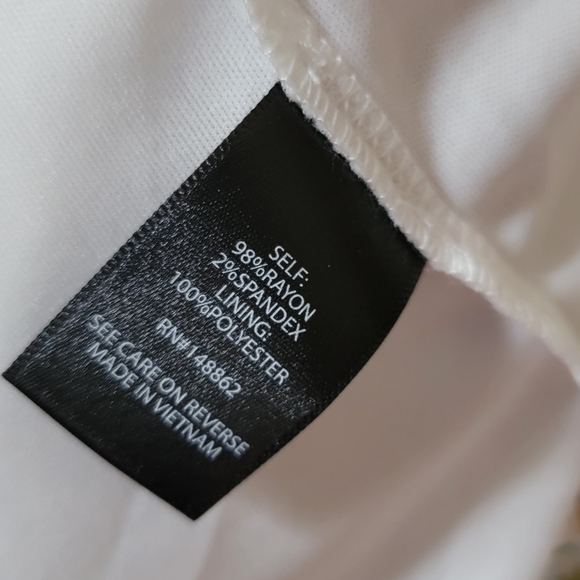 SELF:
98%RAYON
2%SPANDEX
LINING:
100%POLYESTER
RN#148862
SEE CARE ON REVERSE
MADE IN VIETNAM